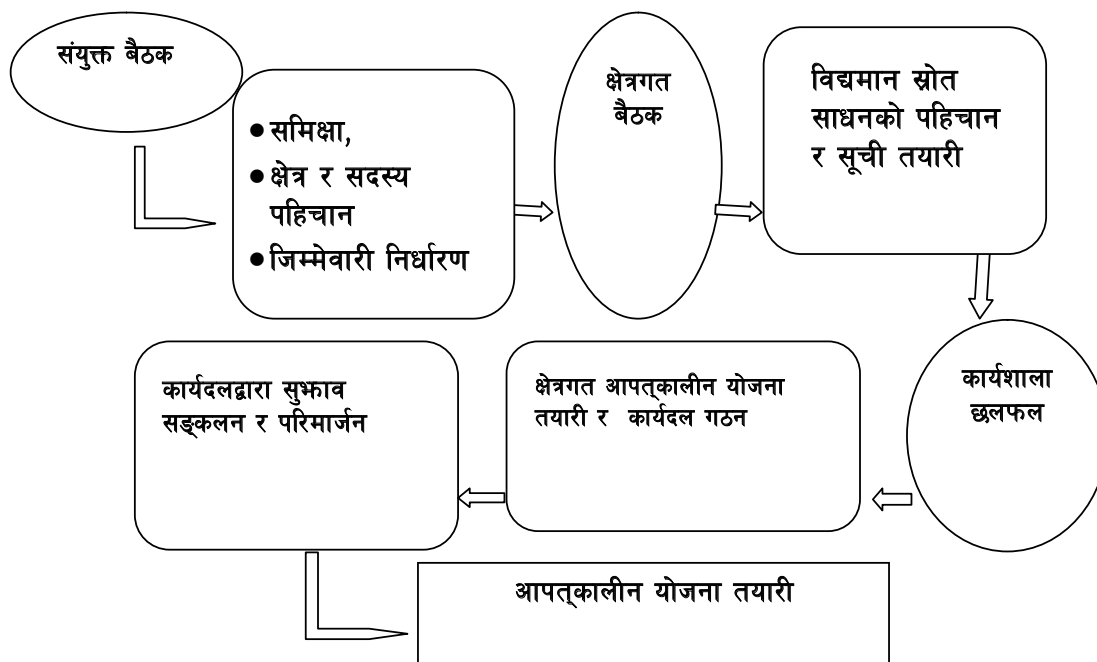 संयुक्त बैठक
● समिक्षा,
● क्षेत्र र सदस्य
पहिचान
● जिम्मेवारी निर्धारण
क्षेत्रगत
बैठक
विद्यमान स्रोत
साधनको पहिचान
र सूची तयारी
कार्यशाला
छलफल
क्षेत्रगत आपत्कालीन योजना
तयारी र कार्यदल गठन
कार्यदलद्वारा सुझाव
सङ्कलन र परिमार्जन
आपत्कालीन योजना तयारी